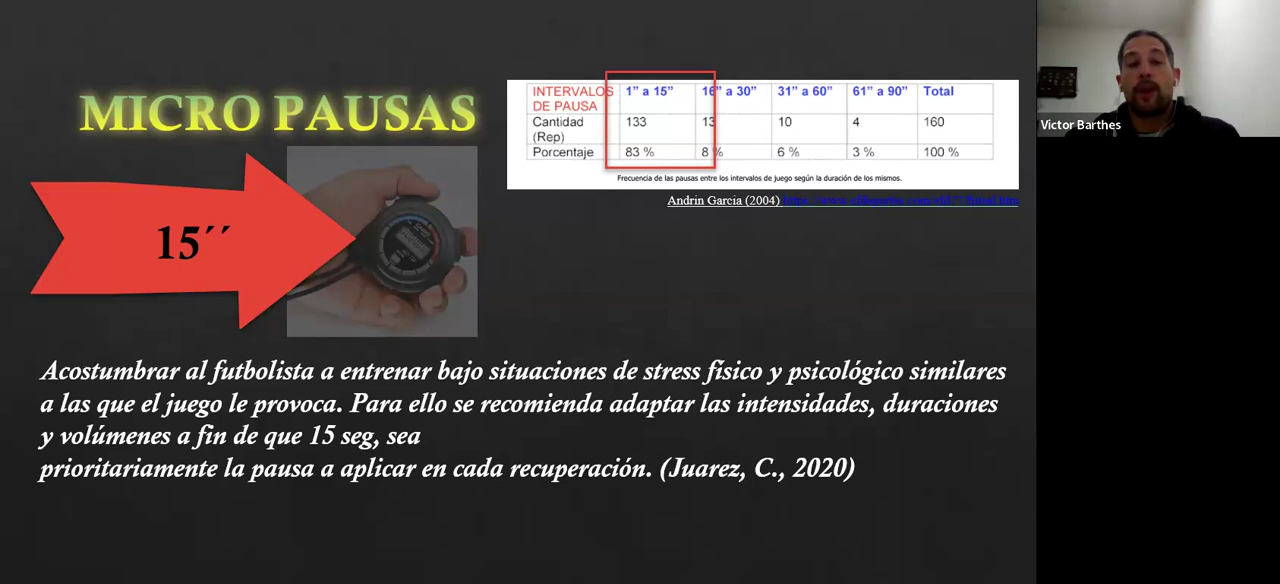 MICRO PAUSAS
15´´
INTERVALOS DE PAUSA 1” a 15” 16” a 30” 31” a 60” 61” a 90” Total
Cantidad (Rep) 133 13 10 4 160
Porcentaje 83 % 8 % 6 % 3 % 100 %
Frecuencia de las pausas entre los intervalos de juego según la duración de los mismos.
Andrin Garcia (2004)
Acostumbrar al futbolista a entrenar bajo situaciones de stress físico y psicológico similares
a las que el juego le provoca. Para ello se recomienda adaptar las intensidades, duraciones
y volúmenes a fin de que 15 seg, sea
prioritariamente la pausa a aplicar en cada recuperación. (Juarez, C., 2020)
Victor Barthes